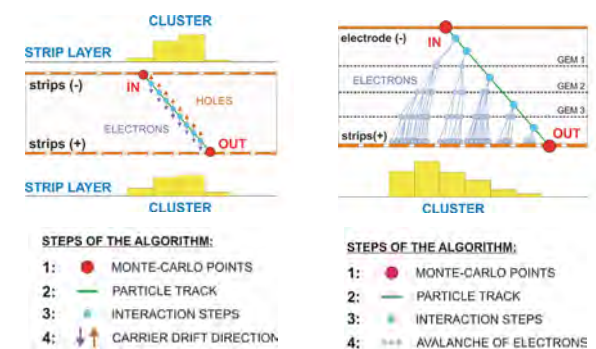 CLUSTER
STRIP LAYER
strips (-)
IN
HOLES
ELECTRONS
OUT
strips (+)
STRIP LAYER
CLUSTER
STEPS OF THE ALGORITHM:
1: MONTE-CARLO POINTS
2: PARTICLE TRACK
3: INTERACTION STEPS
4: CARRIER DRIFT DIRECTION
electrode (-)
IN
GEM 1
ELECTRONS
GEM 2
GEM 3
strips(+)
OUT
CLUSTER
STEPS OF THE ALGORITHM:
1: MONTE-CARLO POINTS
2: PARTICLE TRACK
3: INTERACTION STEPS
4: AVALANCHE OF ELECTRONS